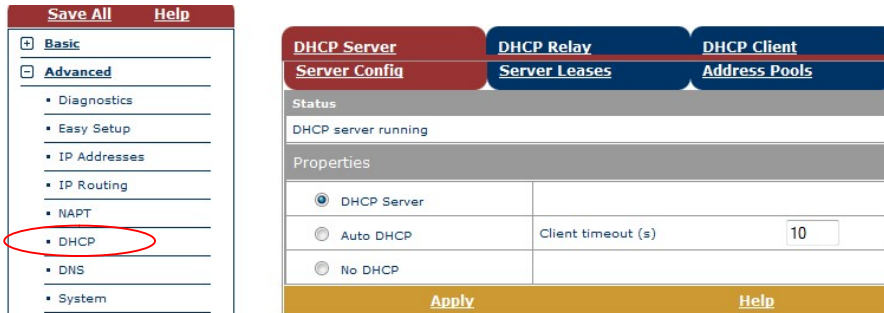 Save All Help
Basic
Advanced
Diagnostics
Easy Setup
IP Addresses
IP Routing
NAPT
DHCP
DNS
System
DHCP Server DHCP Relay DHCP Client
Server Config Server Leases Address Pools
Status
DHCP server running
Properties
DHCP Server
Auto DHCP Client timeout (s) 10
No DHCP
Apply Help